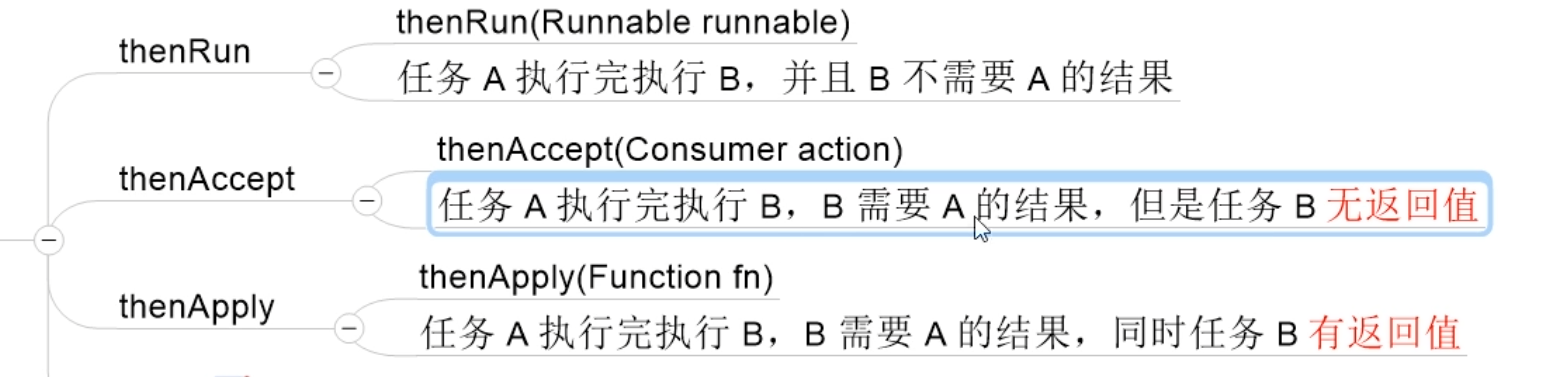 thenRun
thenRun(Runnable runnable)
任务 A 执行完执行 B，并且 B 不需要 A 的结果
thenAccept
thenAccept(Consumer action)
任务 A 执行完执行 B，B 需要 A 的结果，但是任务 B 无返回值
thenApply
thenApply(Function fn)
任务 A 执行完执行 B，B 需要 A 的结果，同时任务 B 有返回值